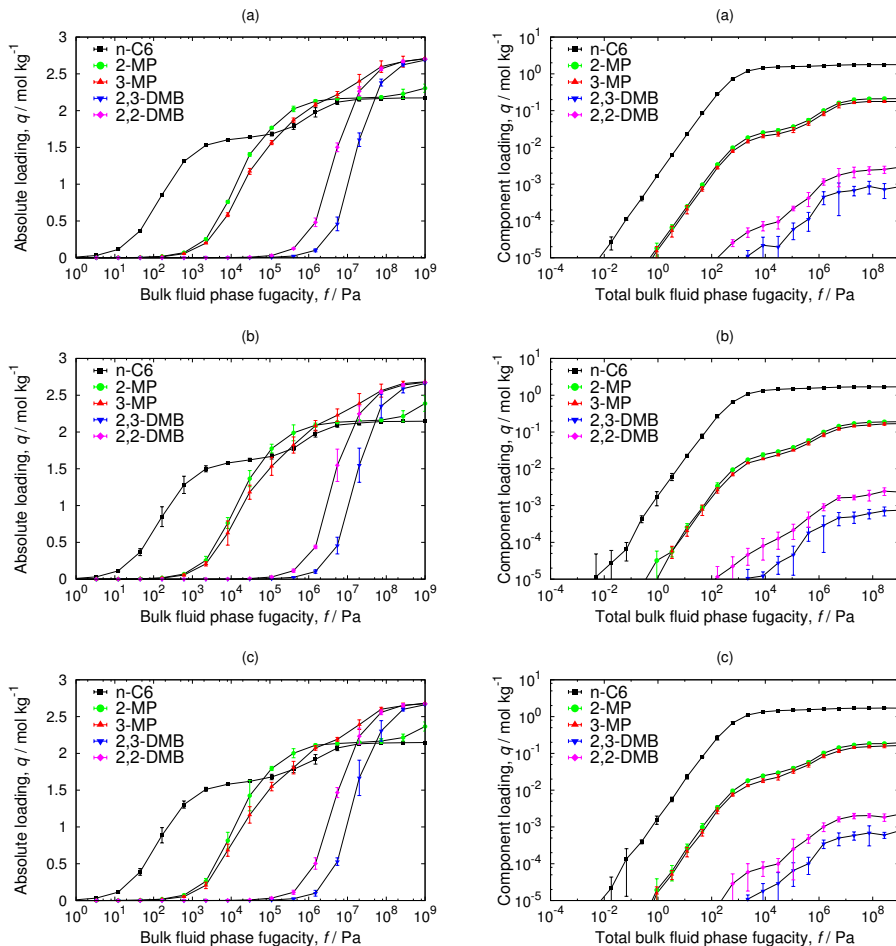 (a)
3
2.5
2
1.5
1
0.5
0
n-C6
2-MP
3-MP
2,3-DMB
2,2-DMB
Absolute loading, q / mol kg-1
10^0 10^1 10^2 10^3 10^4 10^5 10^6 10^7 10^8 10^9
Bulk fluid phase fugacity, f / Pa
(a)
10^1
10^0
10^-1
10^-2
10^-3
10^-4
10^-5
n-C6
2-MP
3-MP
2,3-DMB
2,2-DMB
Component loading, q / mol kg-1
10^-4 10^-2 10^0 10^2 10^4 10^6 10^8
Total bulk fluid phase fugacity, f / Pa
(b)
3
2.5
2
1.5
1
0.5
0
n-C6
2-MP
3-MP
2,3-DMB
2,2-DMB
Absolute loading, q / mol kg-1
10^0 10^1 10^2 10^3 10^4 10^5 10^6 10^7 10^8 10^9
Bulk fluid phase fugacity, f / Pa
(b)
10^1
10^0
10^-1
10^-2
10^-3
10^-4
10^-5
n-C6
2-MP
3-MP
2,3-DMB
2,2-DMB
Component loading, q / mol kg-1
10^-4 10^-2 10^0 10^2 10^4 10^6 10^8
Total bulk fluid phase fugacity, f / Pa
(c)
3
2.5
2
1.5
1
0.5
0
n-C6
2-MP
3-MP
2,3-DMB
2,2-DMB
Absolute loading, q / mol kg-1
10^0 10^1 10^2 10^3 10^4 10^5 10^6 10^7 10^8 10^9
Bulk fluid phase fugacity, f / Pa
(c)
10^1
10^0
10^-1
10^-2
10^-3
10^-4
10^-5
n-C6
2-MP
3-MP
2,3-DMB
2,2-DMB
Component loading, q / mol kg-1
10^-4 10^-2 10^0 10^2 10^4 10^6 10^8
Total bulk fluid phase fugacity, f / Pa